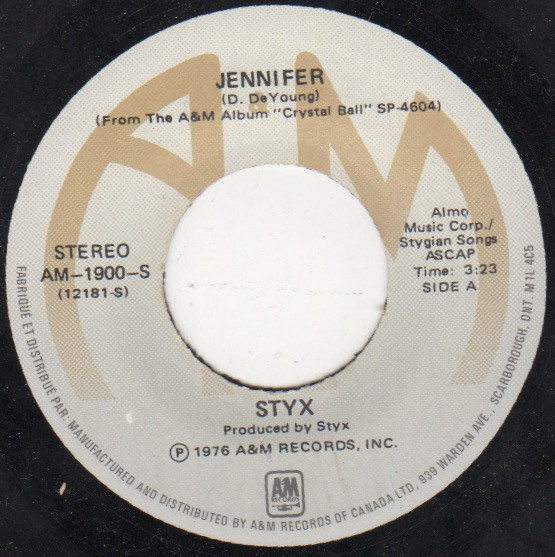 JENNIFER
(D. DeYoung)
(From The A&M Album "Crystal Ball" SP-4604)
STEREO
AM-1900-S
(12181-S)
Almo
Music Corp./
Stygian Songs
ASCAP
Time: 3:23
SIDE A
STYX
Produced by Styx
Ⓟ 1976 A&M RECORDS, INC.
A&M
RECORDS
FABRIQUÉ ET DISTRIBUÉ PAR: MANUFACTURED AND DISTRIBUTED BY A&M RECORDS OF CANADA LTD, 939 WARDEN AVE., SCARBOROUGH, ONT. M1L 4C5
A&M